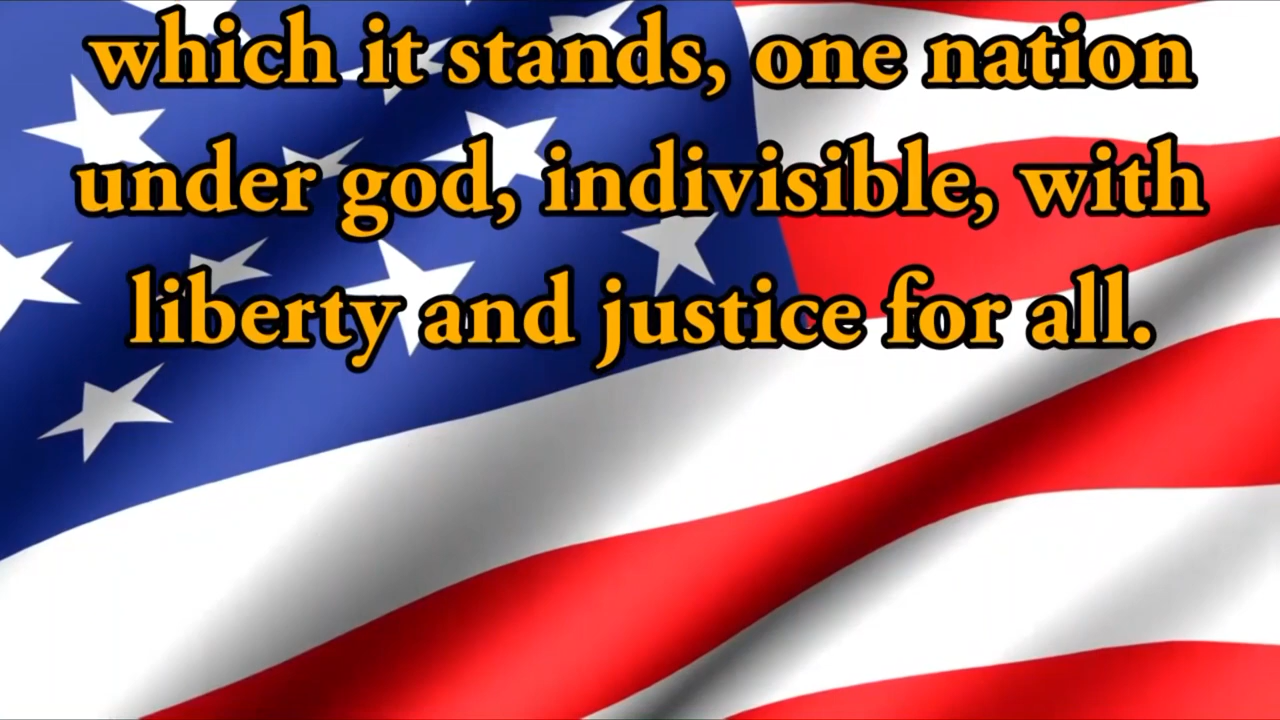 which it stands, one nation
under god, indivisible, with
liberty and justice for all.